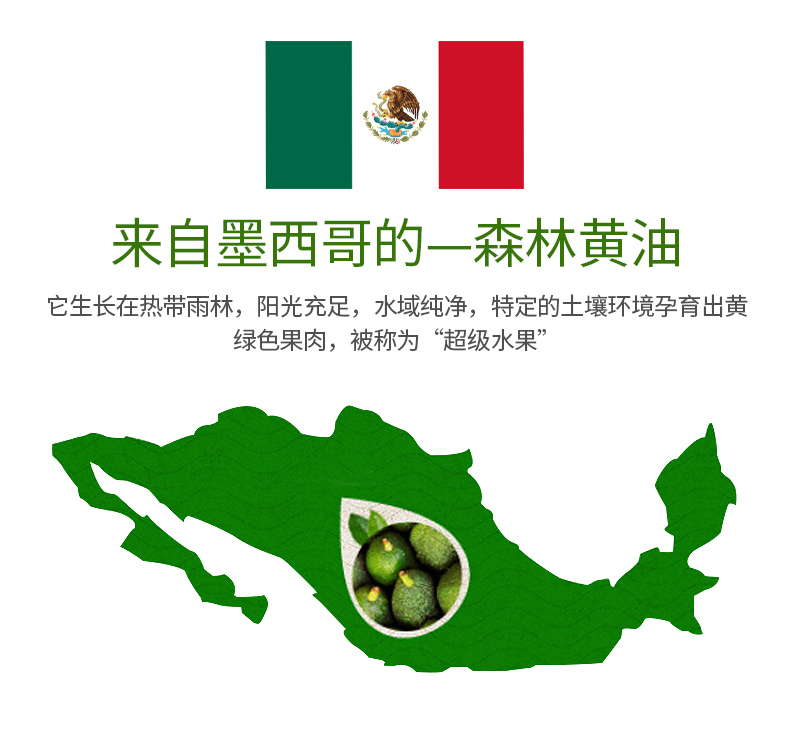 来自墨西哥的—森林黄油
它生长在热带雨林，阳光充足，水域纯净，特定的土壤环境孕育出黄
绿色果肉，被称为“超级水果”